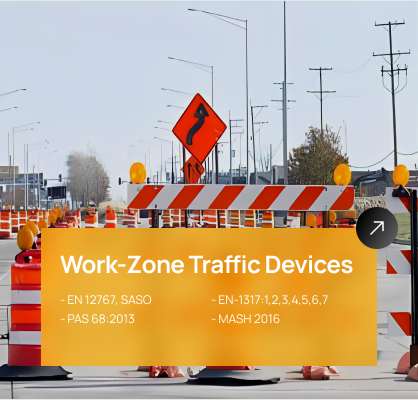 Work-Zone Traffic Devices
- EN 12767, SASO
- EN-1317:1,2,3,4,5,6,7
- PAS 68:2013
- MASH 2016